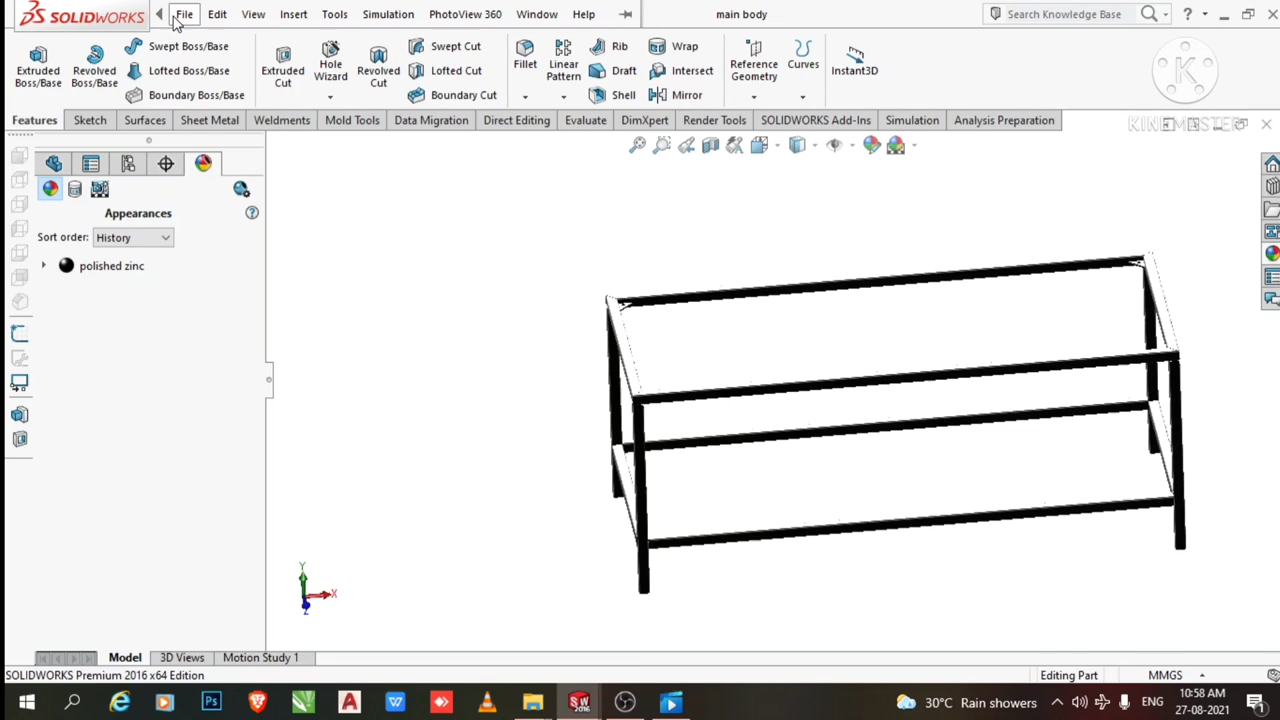 SOLIDWORKS File Edit View Insert Tools Simulation PhotoView 360 Window Help main body Search Knowledge Base ?
Extruded Boss/Base
Revolved Boss/Base
Swept Boss/Base
Lofted Boss/Base
Boundary Boss/Base
Extruded Cut
Hole Wizard
Revolved Cut
Swept Cut
Lofted Cut
Boundary Cut
Fillet
Linear Pattern
Rib
Draft
Shell
Wrap
Intersect
Mirror
Reference Geometry
Curves
Instant3D
K
Features Sketch Surfaces Sheet Metal Weldments Mold Tools Data Migration Direct Editing Evaluate DimXpert Render Tools SOLIDWORKS Add-Ins Simulation Analysis Preparation
KINEMASTER
Appearances ?
Sort order: History
polished zinc
Y
X
Z
Model 3D Views Motion Study 1
SOLIDWORKS Premium 2016 x64 Edition Editing Part MMGS
Ps A W SW 2016 30°C Rain showers ENG 10:58 AM
27-08-2021 1